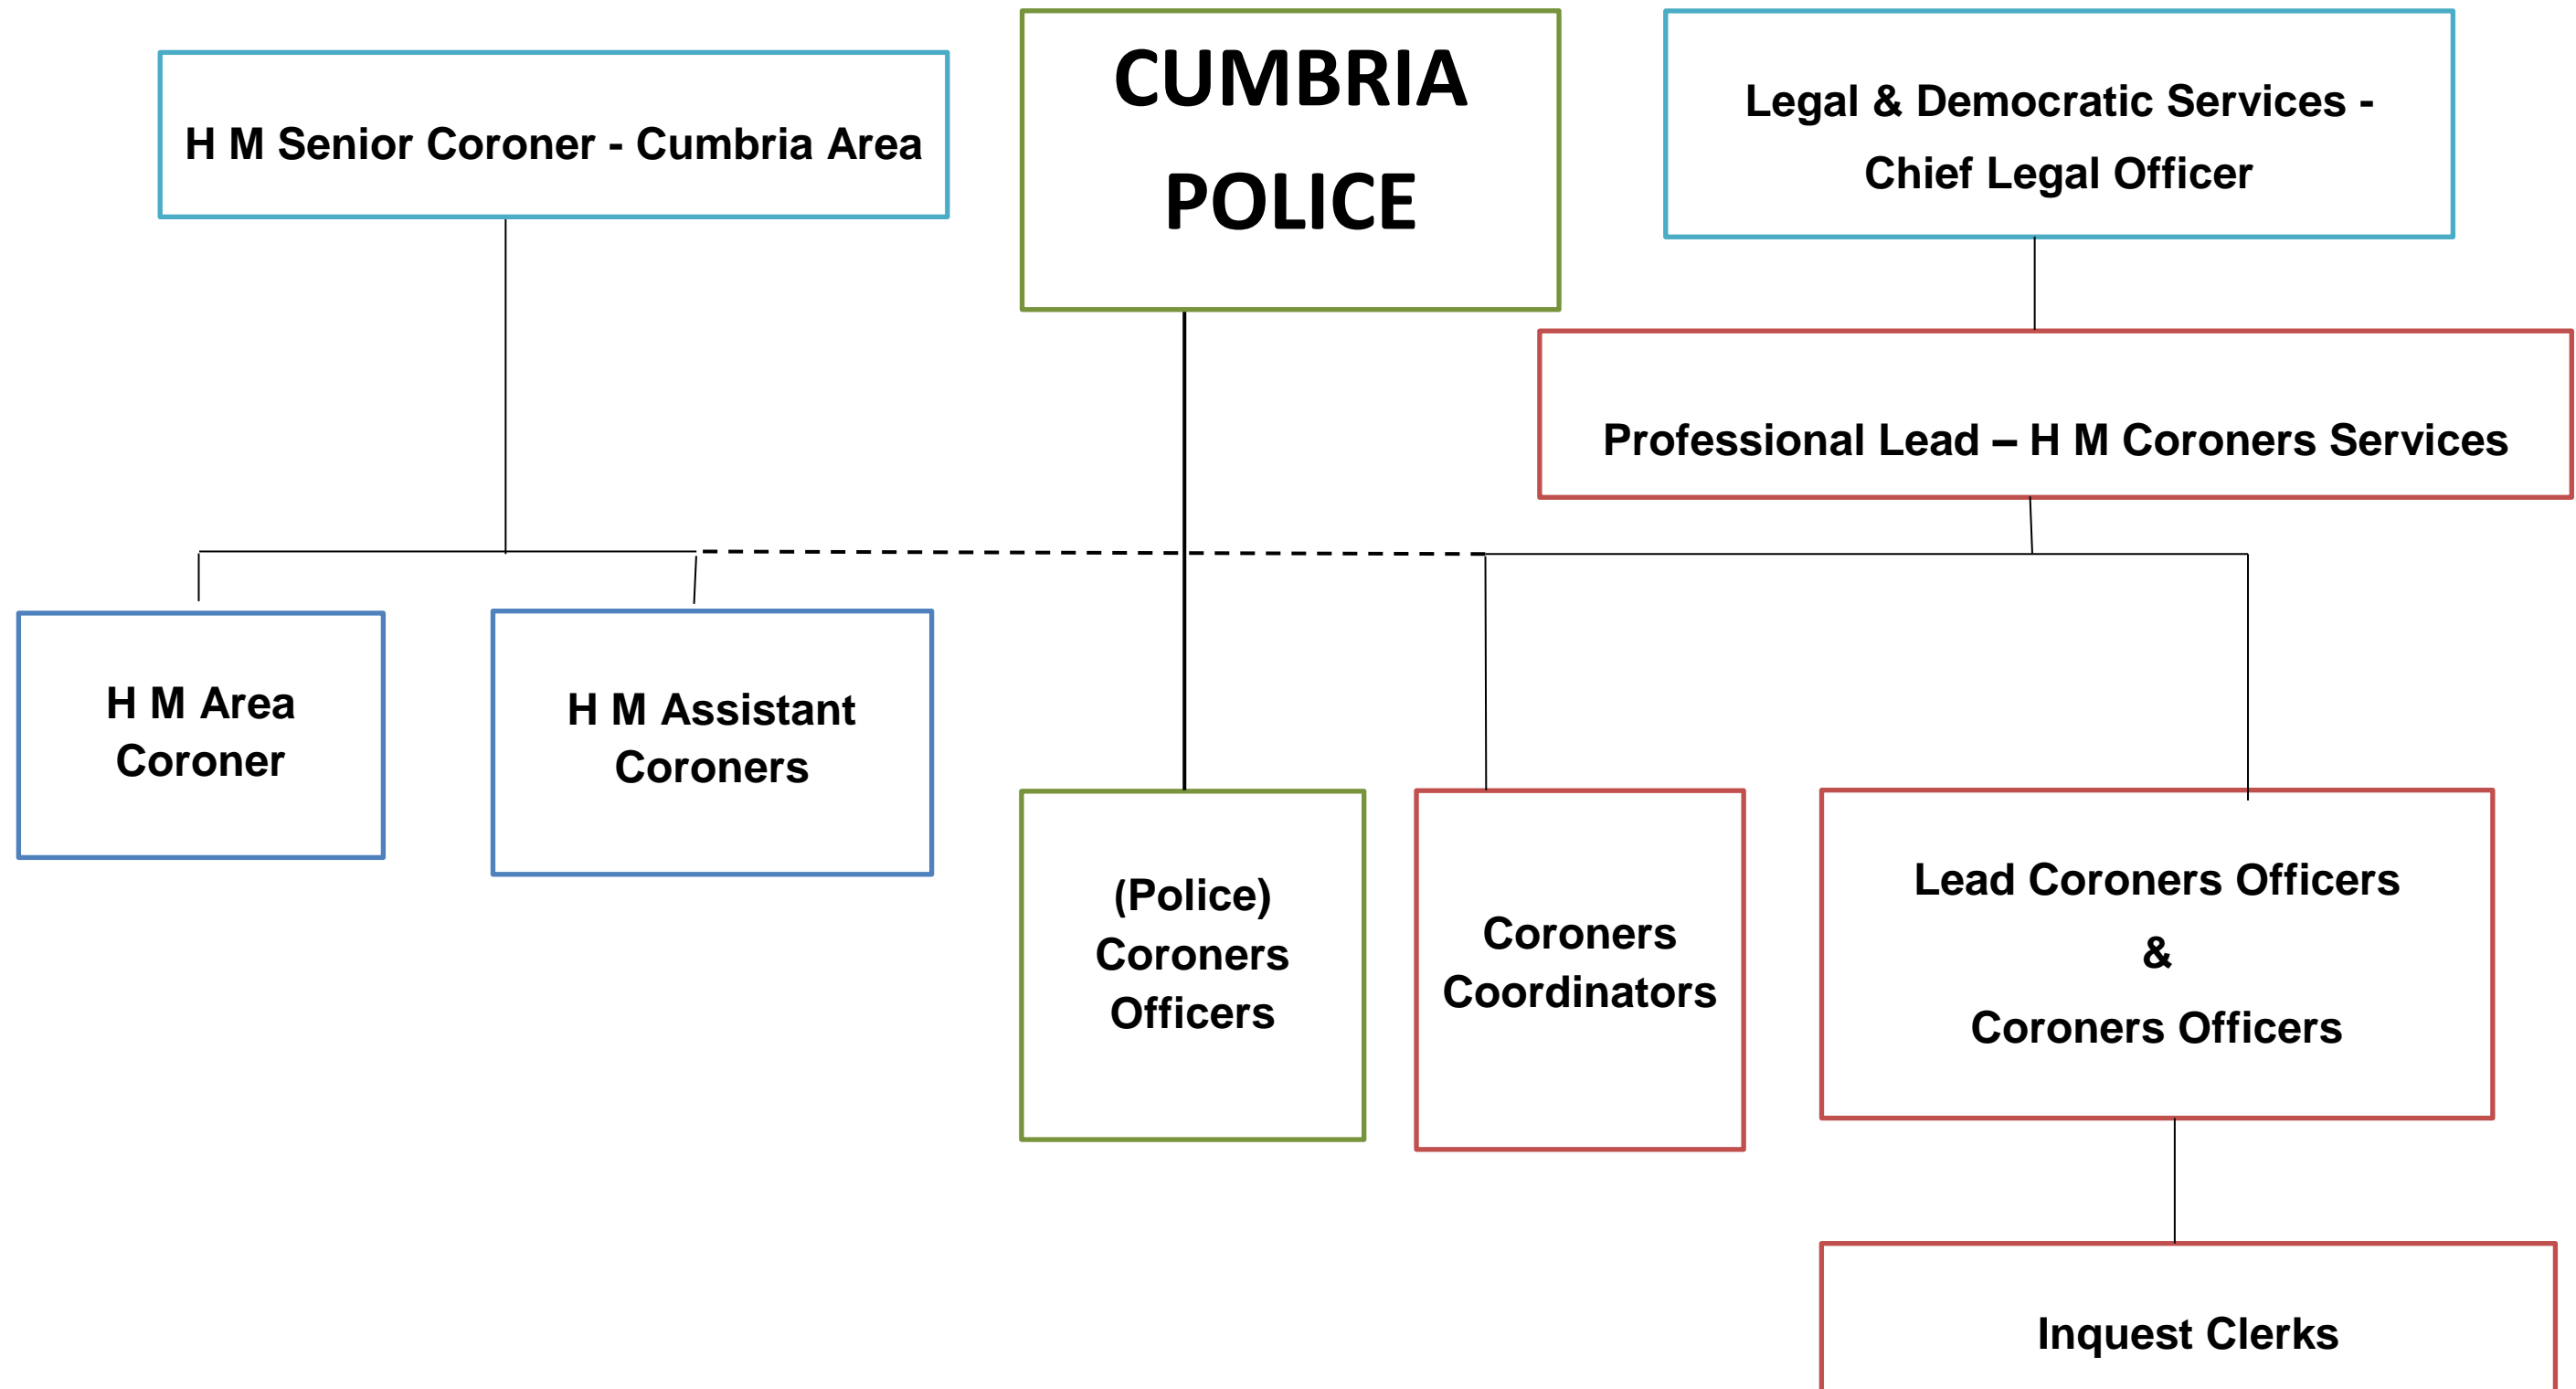 H M Senior Coroner - Cumbria Area
CUMBRIA
POLICE
Legal & Democratic Services -
Chief Legal Officer
Professional Lead – H M Coroners Services
H M Area
Coroner
H M Assistant
Coroners
(Police)
Coroners
Officers
Coroners
Coordinators
Lead Coroners Officers
&
Coroners Officers
Inquest Clerks